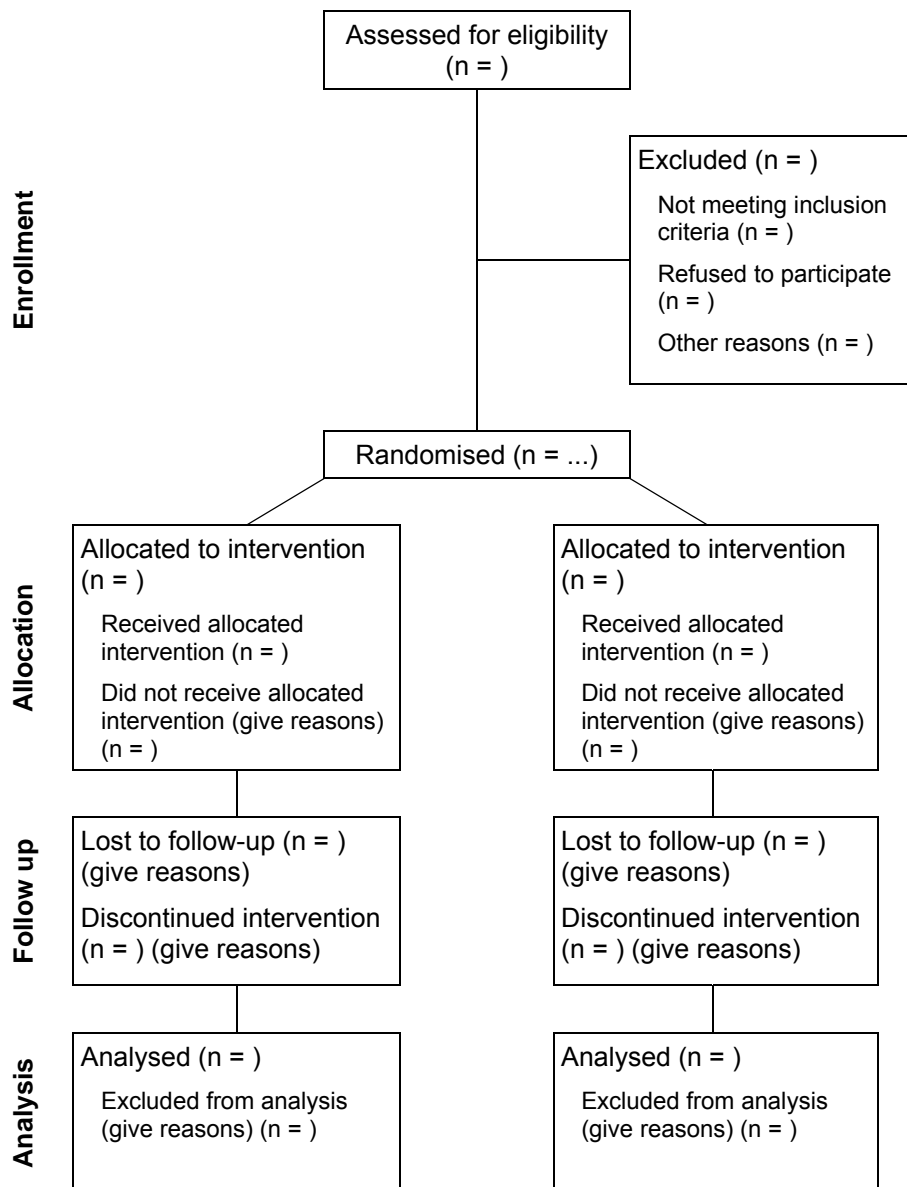 Assessed for eligibility
(n = )
Enrollment
Excluded (n = )
Not meeting inclusion
criteria (n = )
Refused to participate
(n = )
Other reasons (n = )
Randomised (n = ...)
Allocation
Allocated to intervention
(n = )
Received allocated
intervention (n = )
Did not receive allocated
intervention (give reasons)
(n = )
Allocated to intervention
(n = )
Received allocated
intervention (n = )
Did not receive allocated
intervention (give reasons)
(n = )
Follow up
Lost to follow-up (n = )
(give reasons)
Discontinued intervention
(n = ) (give reasons)
Lost to follow-up (n = )
(give reasons)
Discontinued intervention
(n = ) (give reasons)
Analysis
Analysed (n = )
Excluded from analysis
(give reasons) (n = )
Analysed (n = )
Excluded from analysis
(give reasons) (n = )